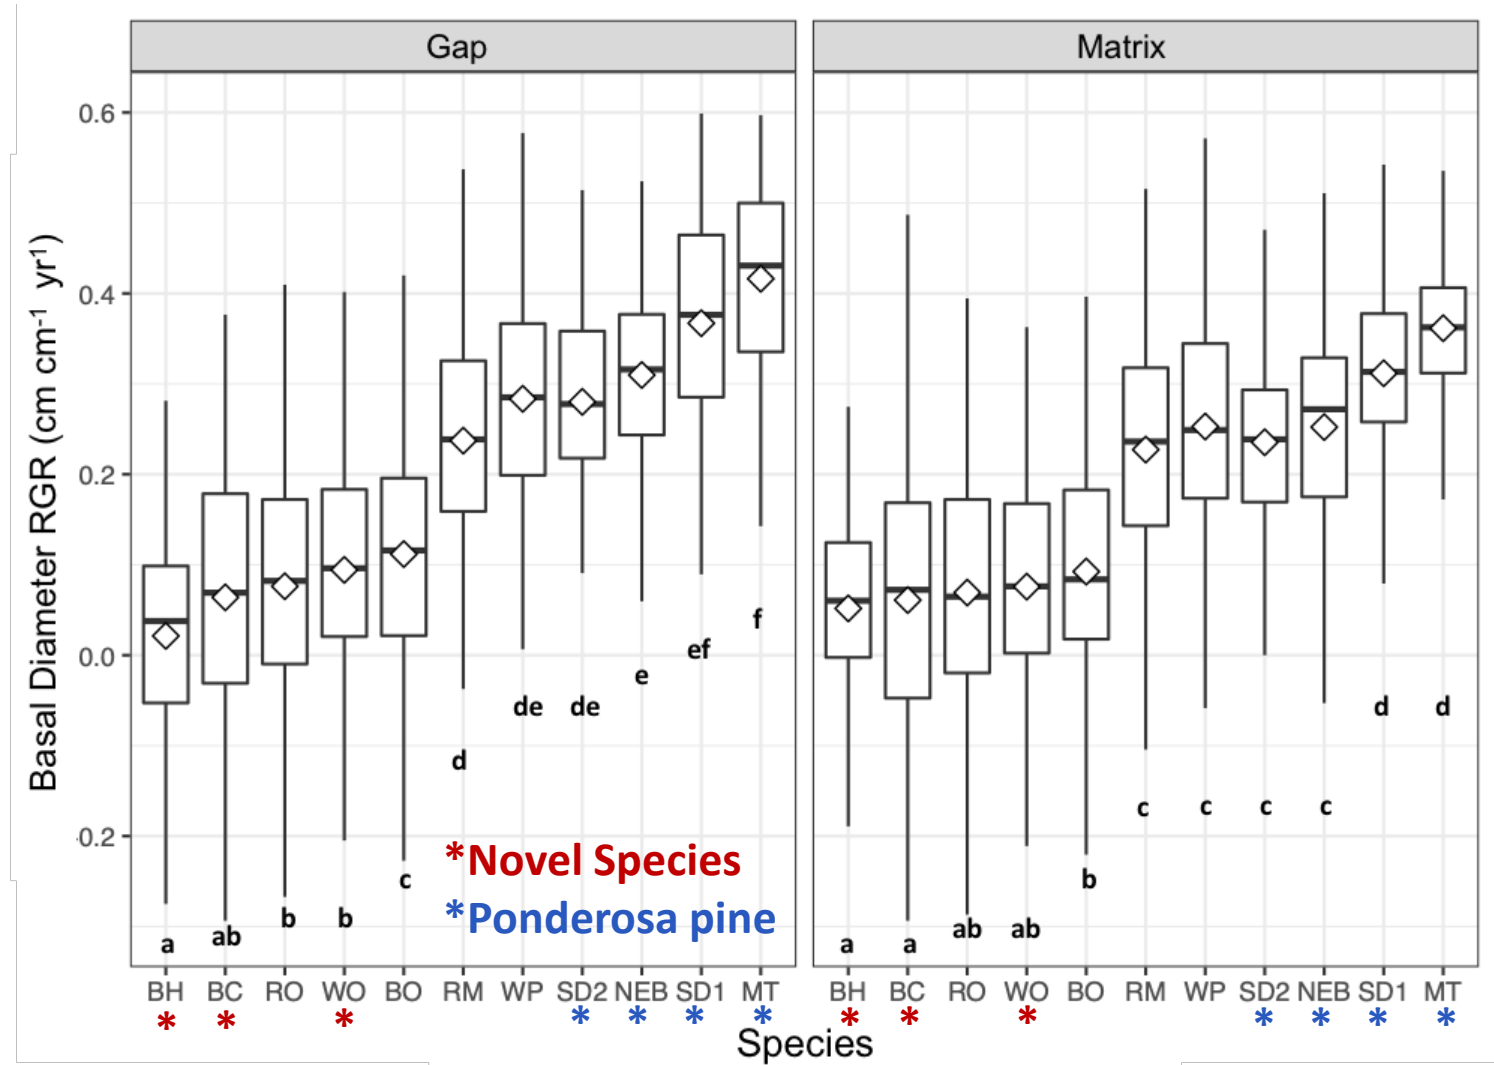 Gap
Matrix
Basal Diameter RGR (cm cm⁻¹ yr¹)
0.6
0.4
0.2
0.0
-0.2
a
ab
b
b
c
d
de
de
e
ef
f
a
a
ab
ab
b
c
c
c
c
d
d
*Novel Species
*Ponderosa pine
BH BC RO WO BO RM WP SD2 NEB SD1 MT
* * * * * * *
BH BC RO WO BO RM WP SD2 NEB SD1 MT
* * * * * * *
Species